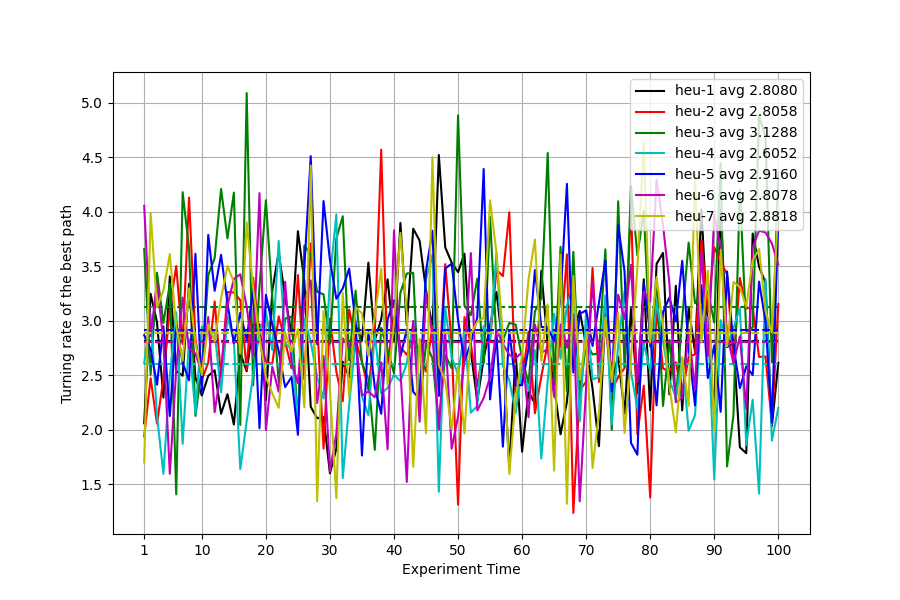 5.0
4.5
4.0
3.5
3.0
2.5
2.0
1.5
Turning rate of the best path
1 10 20 30 40 50 60 70 80 90 100
Experiment Time
heu-1 avg 2.8080
heu-2 avg 2.8058
heu-3 avg 3.1288
heu-4 avg 2.6052
heu-5 avg 2.9160
heu-6 avg 2.8078
heu-7 avg 2.8818